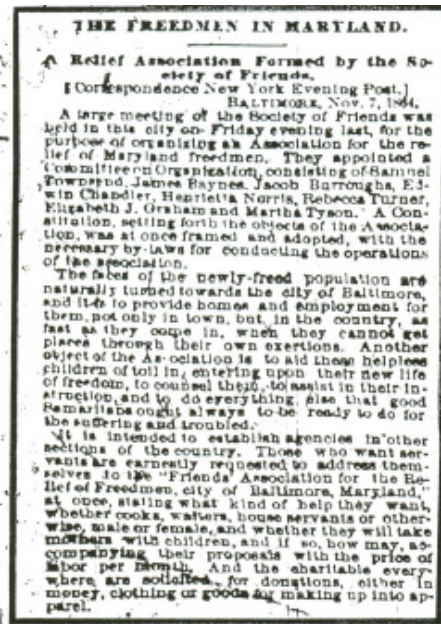 THE FREEDMEN IN MARYLAND.
A Relief Association Formed by the So-
ciety of Friends.
[Correspondence New York Evening Post.]
BALTIMORE, Nov. 7, 1864.
A large meeting of the Society of Friends was
held in this city on Friday evening last, for the
purpose of organizing an Association for the re-
lief of Maryland freedmen. They appointed a
Committee on Organization, consisting of Samuel
Townsend, James Baynes, Jacob Burroughs, Ed-
win Chandler, Henrietta Norris, Rebecca Turner,
Elizabeth J. Graham and Martha Tyson. A Con-
stitution, setting forth the objects of the Associa-
tion, was at once framed and adopted, with the
necessary by-laws for conducting the operations
of the association.
The faces of the newly-freed population are
naturally turned towards the city of Baltimore,
and it is to provide homes and employment for
them, not only in town, but, in the country, as
fast as they come in, when they cannot get
places through their own exertions. Another
object of the Association is to aid these helpless
children of toil in entering upon their new life
of freedom, to counsel them, to assist in their in-
struction, and to do everything else that good
Samaritans ought always to be ready to do for
the suffering and troubled.
It is intended to establish agencies in other
sections of the country. Those who want ser-
vants are earnestly requested to address them-
selves to the "Friends' Association for the Re-
lief of Freedmen, city of Baltimore, Maryland,"
at once, stating what kind of help they want,
whether cooks, waiters, house servants or other-
wise, male or female, and whether they will take
mothers with children, and if so, how may, ac-
companying their proposals with the price of
labor per month. And the charitable every-
where are solicited for donations, either in
money, clothing or goods for making up into ap-
parel.